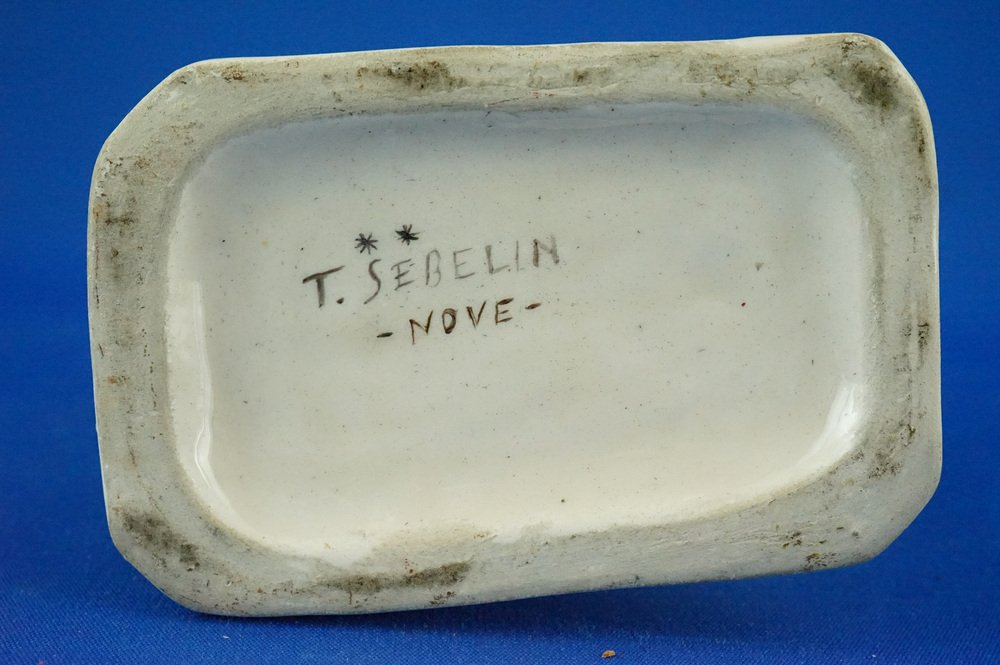 **
T. SEBELIN
- NOVE -